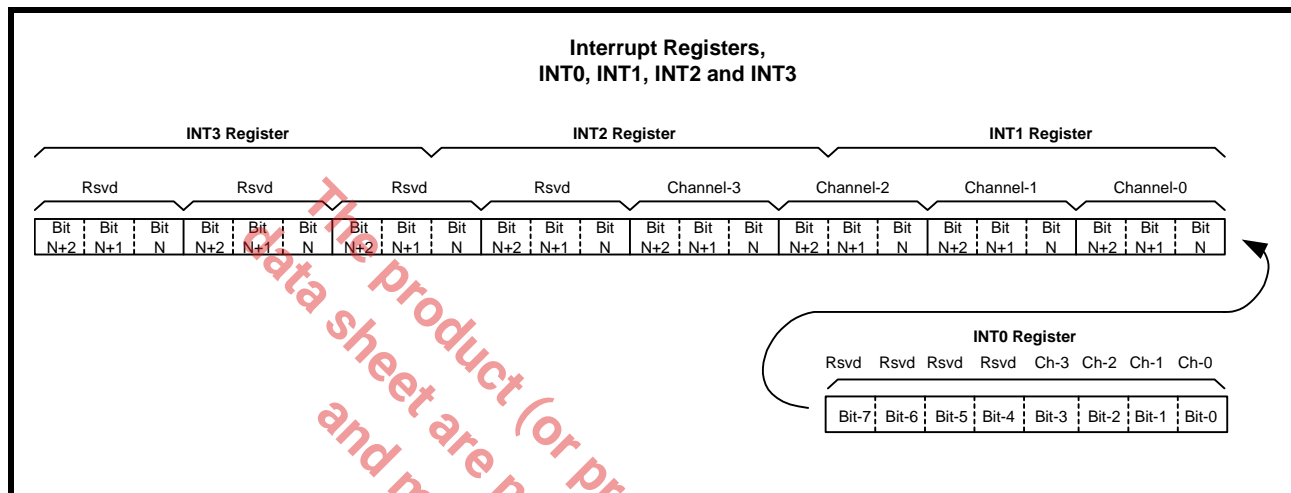 Interrupt Registers,
INT0, INT1, INT2 and INT3
INT3 Register INT2 Register INT1 Register
Rsvd Rsvd Rsvd Rsvd Channel-3 Channel-2 Channel-1 Channel-0
Bit Bit Bit Bit Bit Bit Bit Bit Bit Bit Bit Bit Bit Bit Bit Bit Bit Bit Bit Bit Bit Bit Bit Bit
N+2 N+1 N N+2 N+1 N N+2 N+1 N N+2 N+1 N N+2 N+1 N N+2 N+1 N N+2 N+1 N N+2 N+1 N
INT0 Register
Rsvd Rsvd Rsvd Rsvd Ch-3 Ch-2 Ch-1 Ch-0
Bit-7 Bit-6 Bit-5 Bit-4 Bit-3 Bit-2 Bit-1 Bit-0
The product (or
data sheet are
and